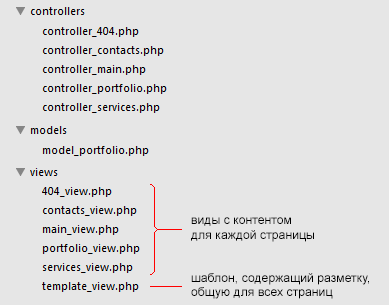 controllers
controller_404.php
controller_contacts.php
controller_main.php
controller_portfolio.php
controller_services.php
models
model_portfolio.php
views
404_view.php
contacts_view.php
main_view.php
portfolio_view.php
services_view.php
template_view.php
виды с контентом
для каждой страницы
шаблон, содержащий разметку,
общую для всех страниц